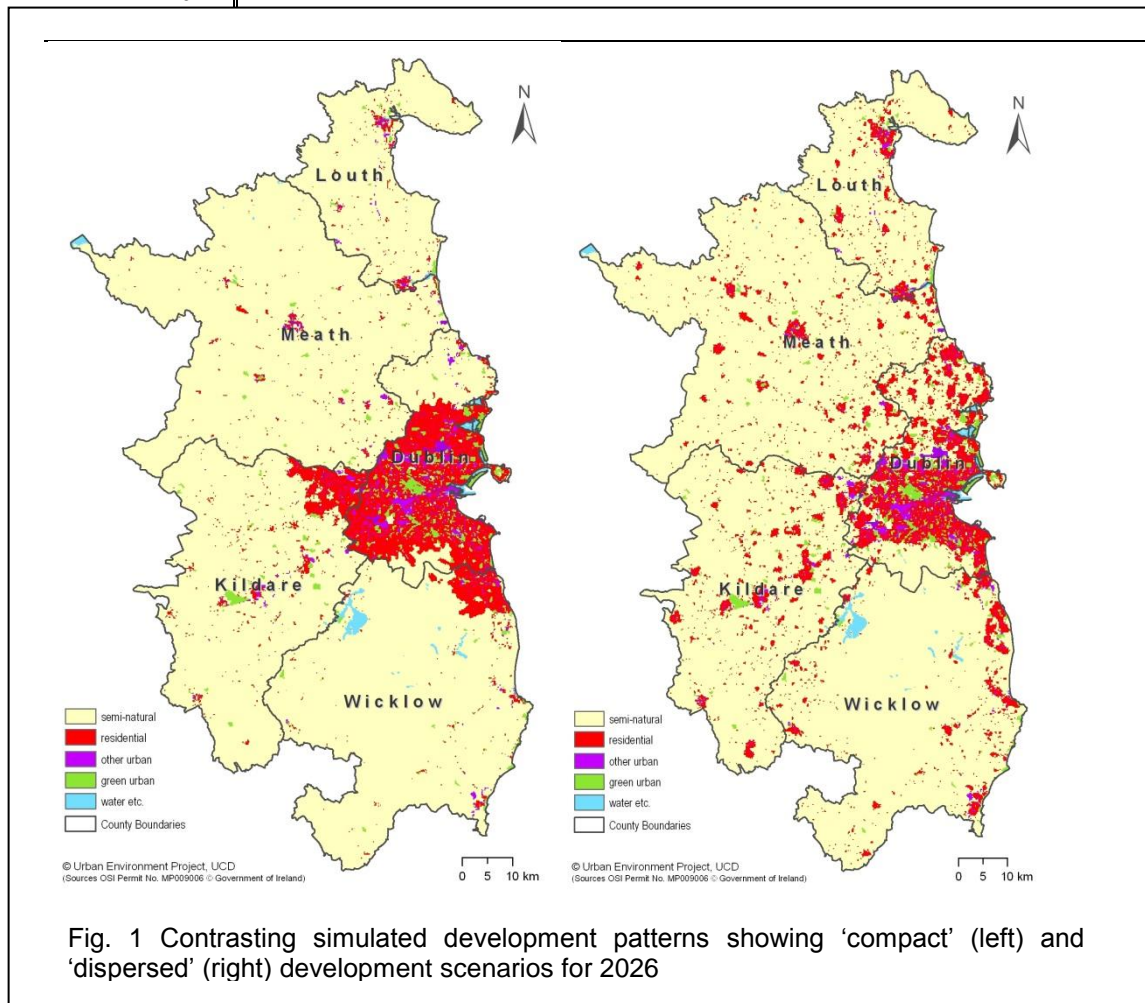 N
Louth
Meath
Dublin
Kildare
Wicklow
semi-natural
residential
other urban
green urban
water etc.
County Boundaries
© Urban Environment Project, UCD
(Sources OSI Permit No. MP009006 © Government of Ireland)
0 5 10 km
N
Louth
Meath
Dublin
Kildare
Wicklow
semi-natural
residential
other urban
green urban
water etc.
County Boundaries
© Urban Environment Project, UCD
(Sources OSI Permit No. MP009006 © Government of Ireland)
0 5 10 km
Fig. 1 Contrasting simulated development patterns showing ‘compact’ (left) and
‘dispersed’ (right) development scenarios for 2026